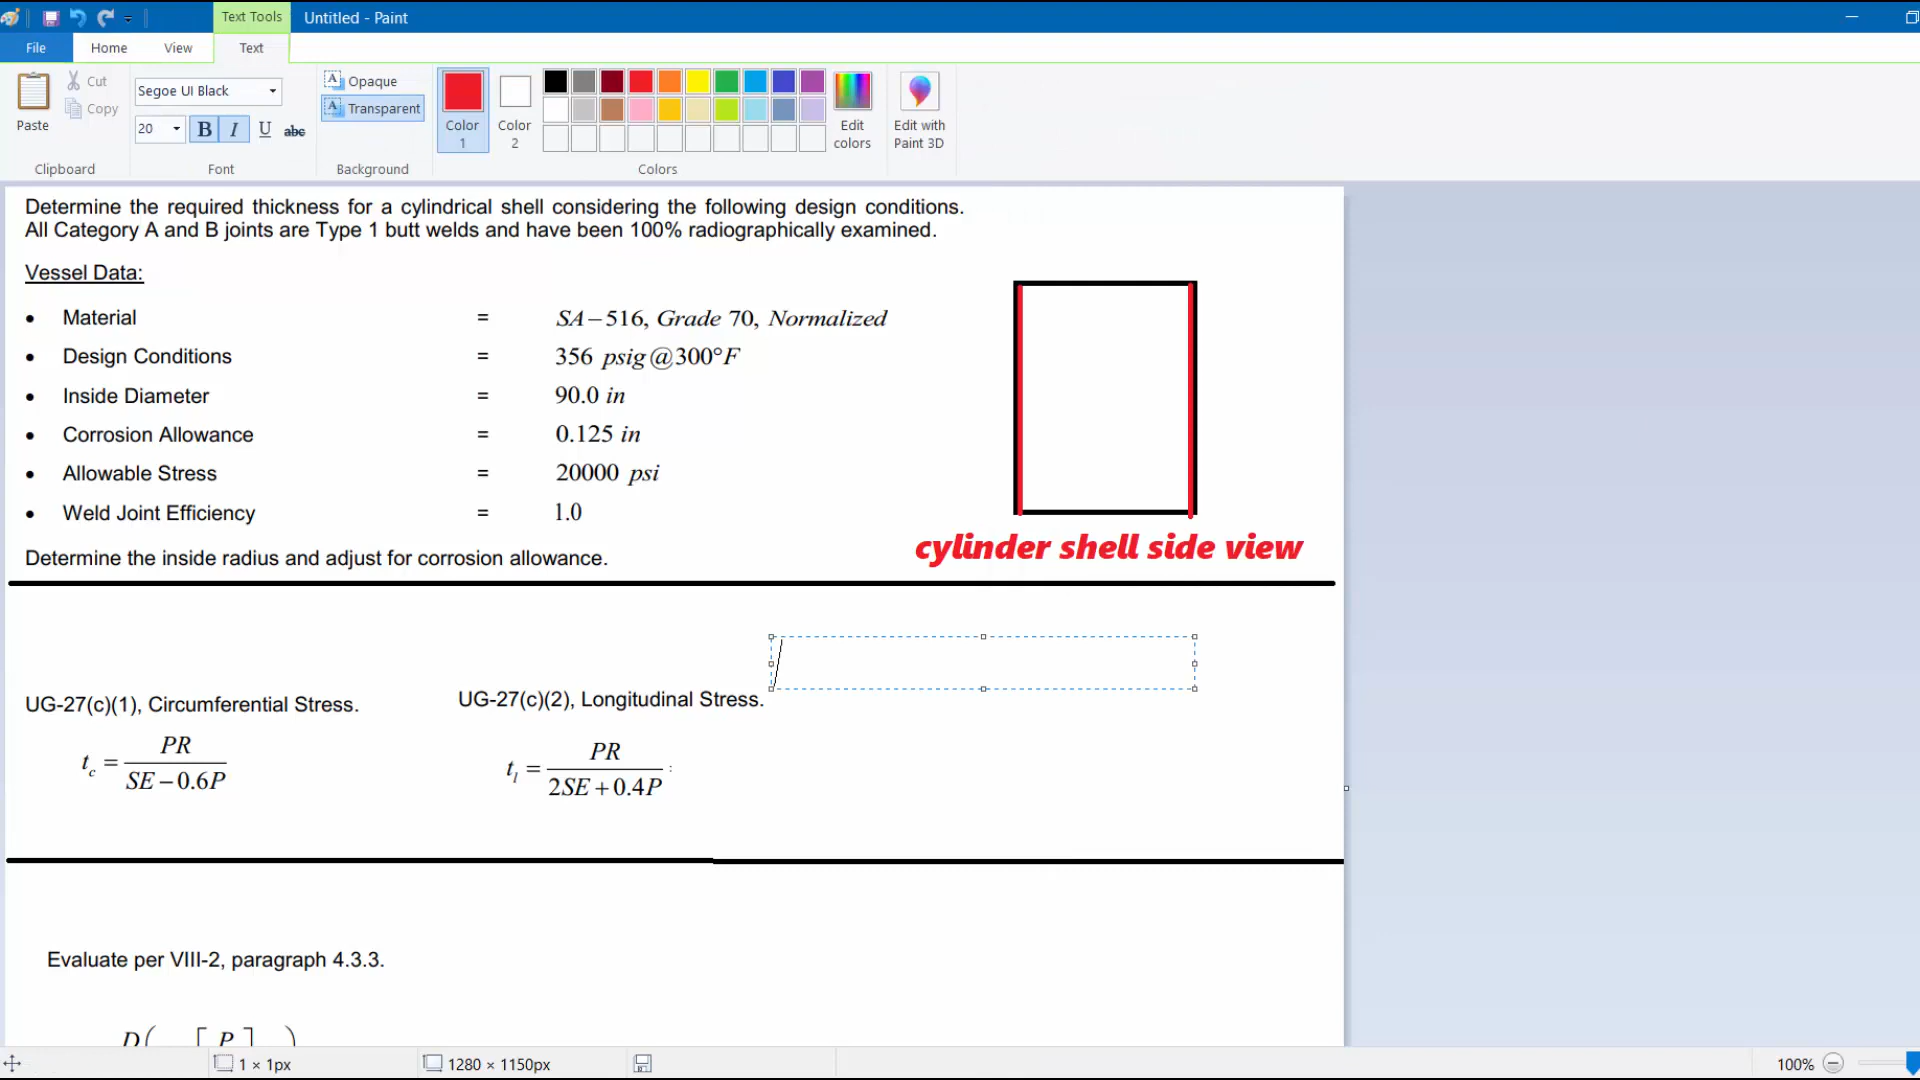 Text Tools
Untitled - Paint
File
Home
View
Text
Paste
Cut
Copy
Clipboard
Segoe UI Black
20
B I U abc
Font
Opaque
Transparent
Background
Color 1
Color 2
Edit colors
Colors
Edit with Paint 3D
Determine the required thickness for a cylindrical shell considering the following design conditions.
All Category A and B joints are Type 1 butt welds and have been 100% radiographically examined.
Vessel Data:
• Material = SA−516, Grade 70, Normalized
• Design Conditions = 356 psig@300°F
• Inside Diameter = 90.0 in
• Corrosion Allowance = 0.125 in
• Allowable Stress = 20000 psi
• Weld Joint Efficiency = 1.0
cylinder shell side view
Determine the inside radius and adjust for corrosion allowance.
UG-27(c)(1), Circumferential Stress.
UG-27(c)(2), Longitudinal Stress.
t_c = PR / (SE − 0.6P)
t_l = PR / (2SE + 0.4P)
Evaluate per VIII-2, paragraph 4.3.3.
D( [ P ] )
1 × 1px
1280 × 1150px
100%